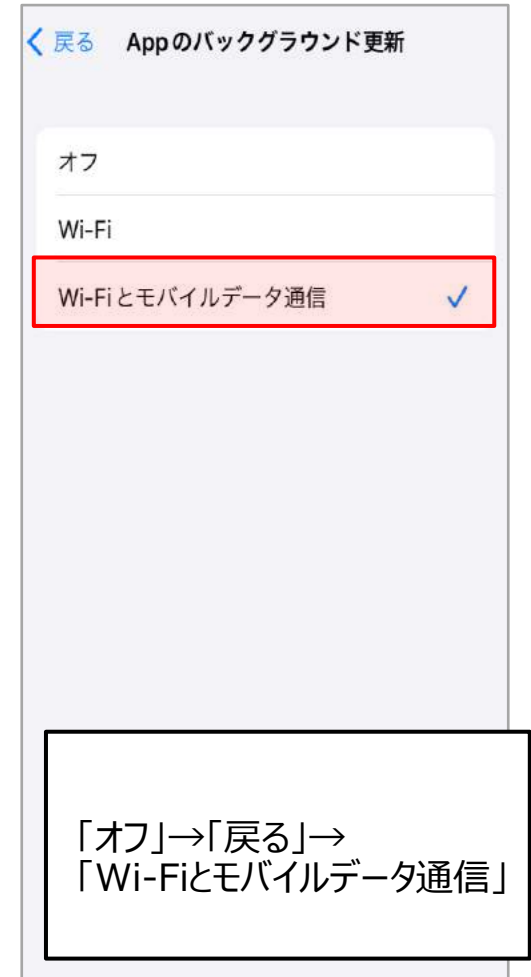 戻る Appのバックグラウンド更新
オフ
Wi-Fi
Wi-Fiとモバイルデータ通信
「オフ」→「戻る」→
「Wi-Fiとモバイルデータ通信」